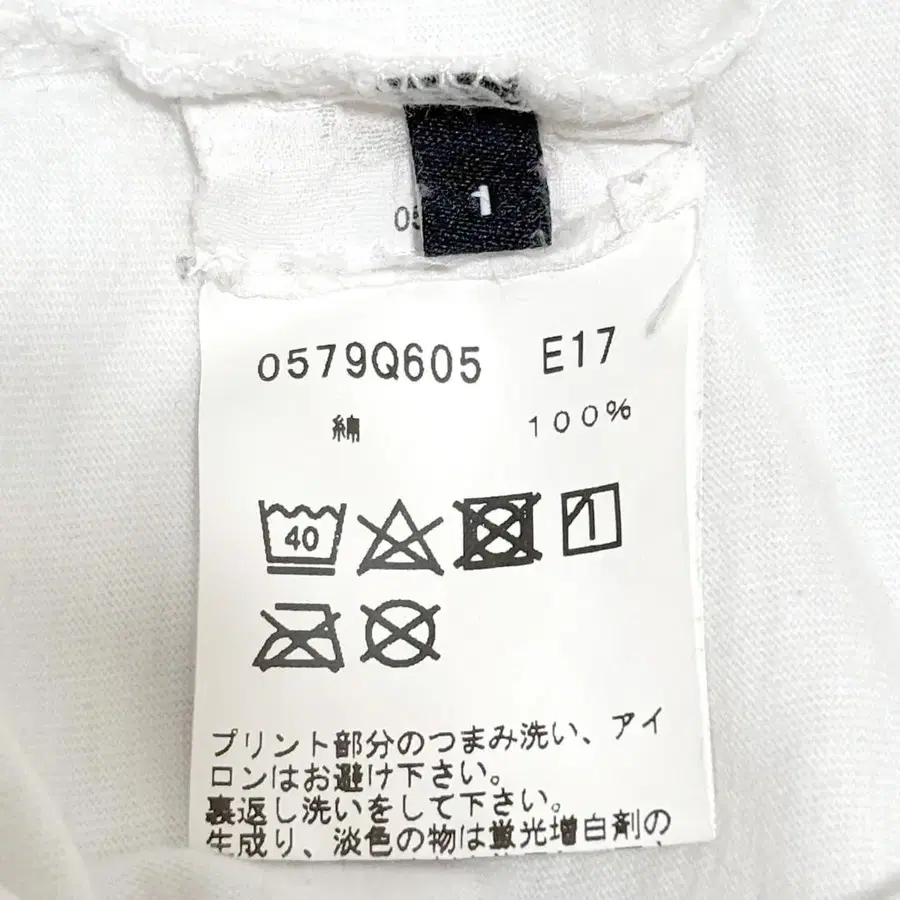 1
05
0579Q605 E17
綿 100%
40
プリント部分のつまみ洗い、アイ
ロンはお避け下さい。
裏返し洗いをして下さい。
生成り、淡色の物は蛍光増白剤の